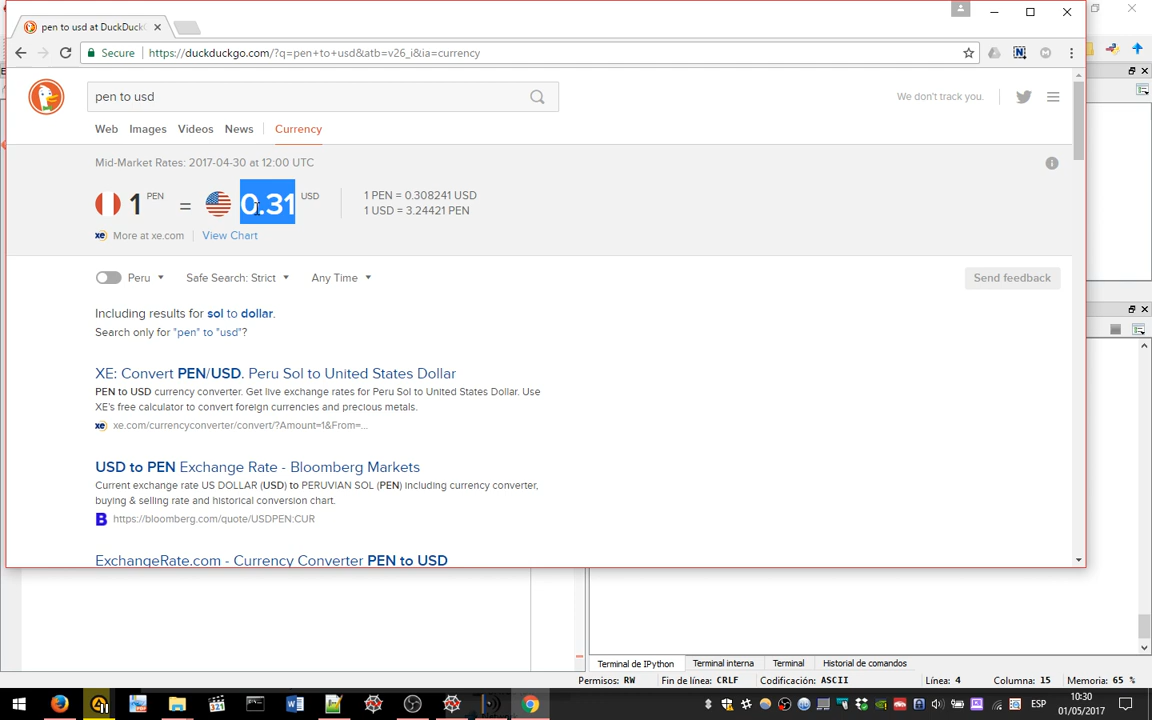 pen to usd at DuckDuck
Secure
https://duckduckgo.com/?q=pen+to+usd&atb=v26_i&ia=currency
pen to usd
We don't track you.
Web Images Videos News Currency
Mid-Market Rates: 2017-04-30 at 12:00 UTC
1 PEN = 0.31 USD
1 PEN = 0.308241 USD
1 USD = 3.24421 PEN
xe More at xe.com View Chart
Peru Safe Search: Strict Any Time Send feedback
Including results for sol to dollar.
Search only for "pen" to "usd"?
XE: Convert PEN/USD. Peru Sol to United States Dollar
PEN to USD currency converter. Get live exchange rates for Peru Sol to United States Dollar. Use
XE's free calculator to convert foreign currencies and precious metals.
xe xe.com/currencyconverter/convert/?Amount=1&From=...
USD to PEN Exchange Rate - Bloomberg Markets
Current exchange rate US DOLLAR (USD) to PERUVIAN SOL (PEN) including currency converter,
buying & selling rate and historical conversion chart.
B https://bloomberg.com/quote/USDPEN:CUR
ExchangeRate.com - Currency Converter PEN to USD
Terminal de IPython Terminal interna Terminal Historial de comandos
Permisos: RW Fin de línea: CRLF Codificación: ASCII Línea: 4 Columna: 15 Memoria: 65 %
ESP
10:30
01/05/2017